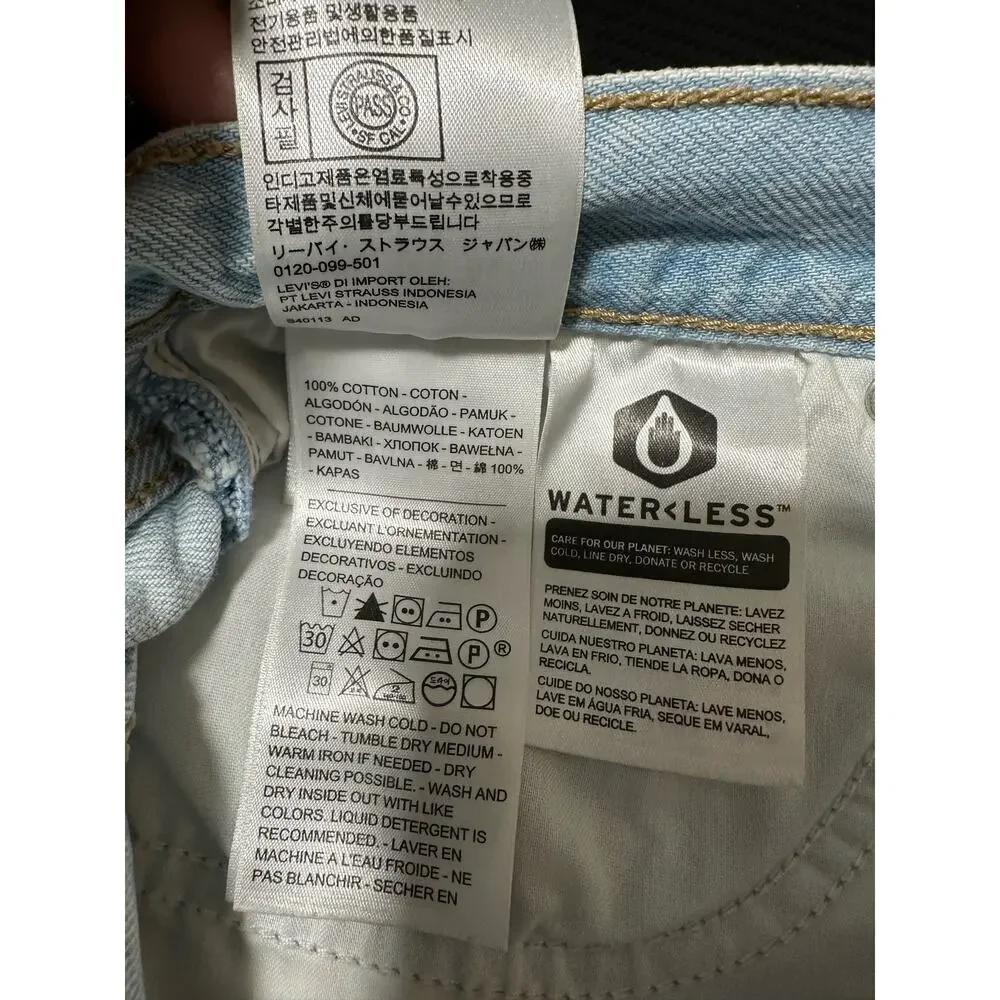 전기용품 및생활용품
안전관리법에의한품질표시
검
사
필
LEVI STRAUSS & CO
PASS
SF CAL
인디고제품은염료특성으로착용중
타제품및신체에묻어날수있으므로
각별한주의를당부드립니다
リーバイ・ストラウス ジャパン㈱
0120-099-501
LEVI'S® DI IMPORT OLEH:
PT LEVI STRAUSS INDONESIA
JAKARTA - INDONESIA
S40113 AD
100% COTTON - COTON -
ALGODÓN - ALGODÃO - PAMUK -
COTONE - BAUMWOLLE - KATOEN
- BAMBAKI - ХЛОПОК - BAWEŁNA -
PAMUT - BAVLNA - 棉 - 면 - 綿 100%
- KAPAS
EXCLUSIVE OF DECORATION -
EXCLUANT L'ORNEMENTATION -
EXCLUYENDO ELEMENTOS
DECORATIVOS - EXCLUINDO
DECORAÇÃO
P
30 P ®
30 2 드라이
MACHINE WASH COLD - DO NOT
BLEACH - TUMBLE DRY MEDIUM -
WARM IRON IF NEEDED - DRY
CLEANING POSSIBLE. - WASH AND
DRY INSIDE OUT WITH LIKE
COLORS. LIQUID DETERGENT IS
RECOMMENDED. - LAVER EN
MACHINE A L'EAU FROIDE - NE
PAS BLANCHIR - SECHER EN
WATER<LESS™
CARE FOR OUR PLANET: WASH LESS, WASH
COLD, LINE DRY, DONATE OR RECYCLE
PRENEZ SOIN DE NOTRE PLANETE: LAVEZ
MOINS, LAVEZ A FROID, LAISSEZ SECHER
NATURELLEMENT, DONNEZ OU RECYCLEZ
CUIDA NUESTRO PLANETA: LAVA MENOS,
LAVA EN FRIO, TIENDE LA ROPA, DONA O
RECICLA.
CUIDE DO NOSSO PLANETA: LAVE MENOS,
LAVE EM ÁGUA FRIA, SEQUE EM VARAL,
DOE OU RECICLE.